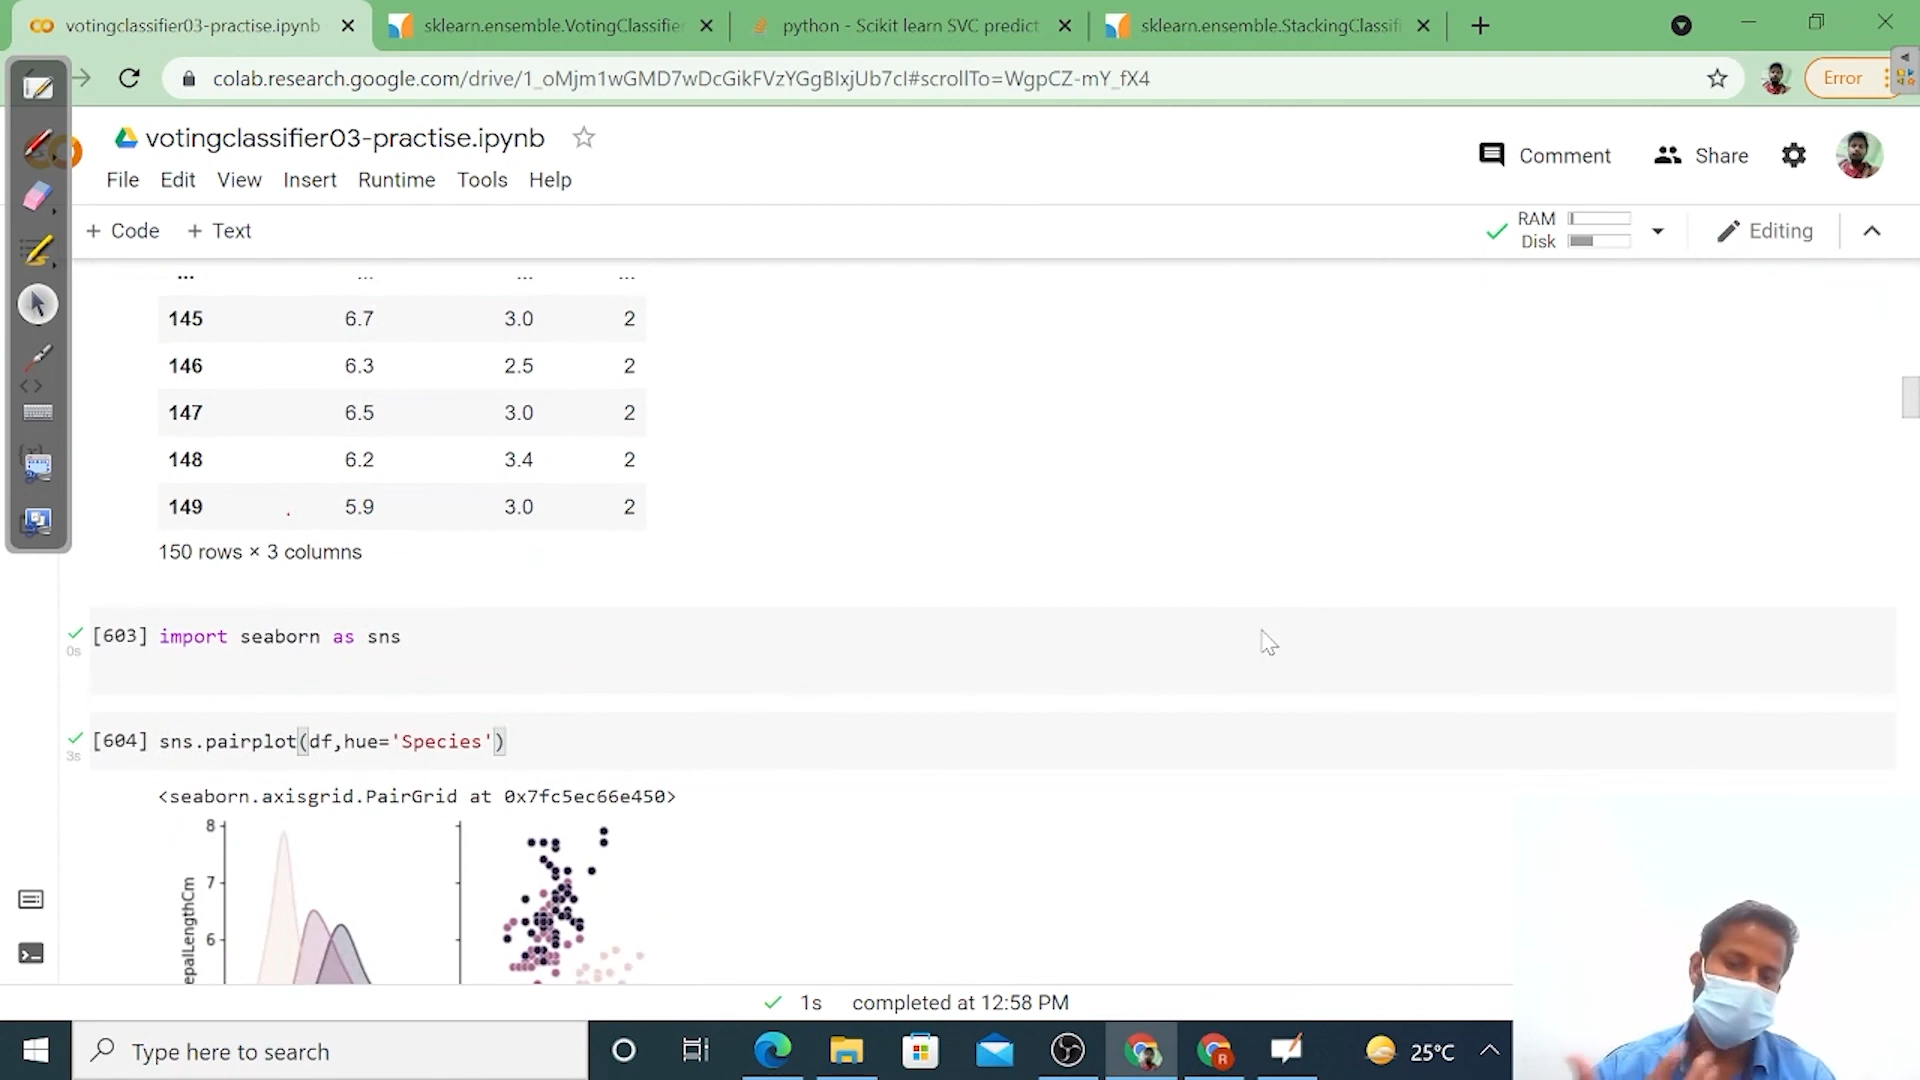 votingclassifier03-practise.ipynb
sklearn.ensemble.VotingClassifier
python - Scikit learn SVC predict
sklearn.ensemble.StackingClassifi
colab.research.google.com/drive/1_oMjm1wGMD7wDcGikFVzYGgBIxjUb7cI#scrollTo=WgpCZ-mY_fX4
Error
votingclassifier03-practise.ipynb
Comment
Share
File Edit View Insert Runtime Tools Help
+ Code + Text
RAM
Disk
Editing
... ... ... ...
145 6.7 3.0 2
146 6.3 2.5 2
147 6.5 3.0 2
148 6.2 3.4 2
149 5.9 3.0 2
150 rows × 3 columns
[603] import seaborn as sns
0s
[604] sns.pairplot(df,hue='Species')
3s
<seaborn.axisgrid.PairGrid at 0x7fc5ec66e450>
8
7
6
epalLengthCm
1s completed at 12:58 PM
Type here to search
R
25°C